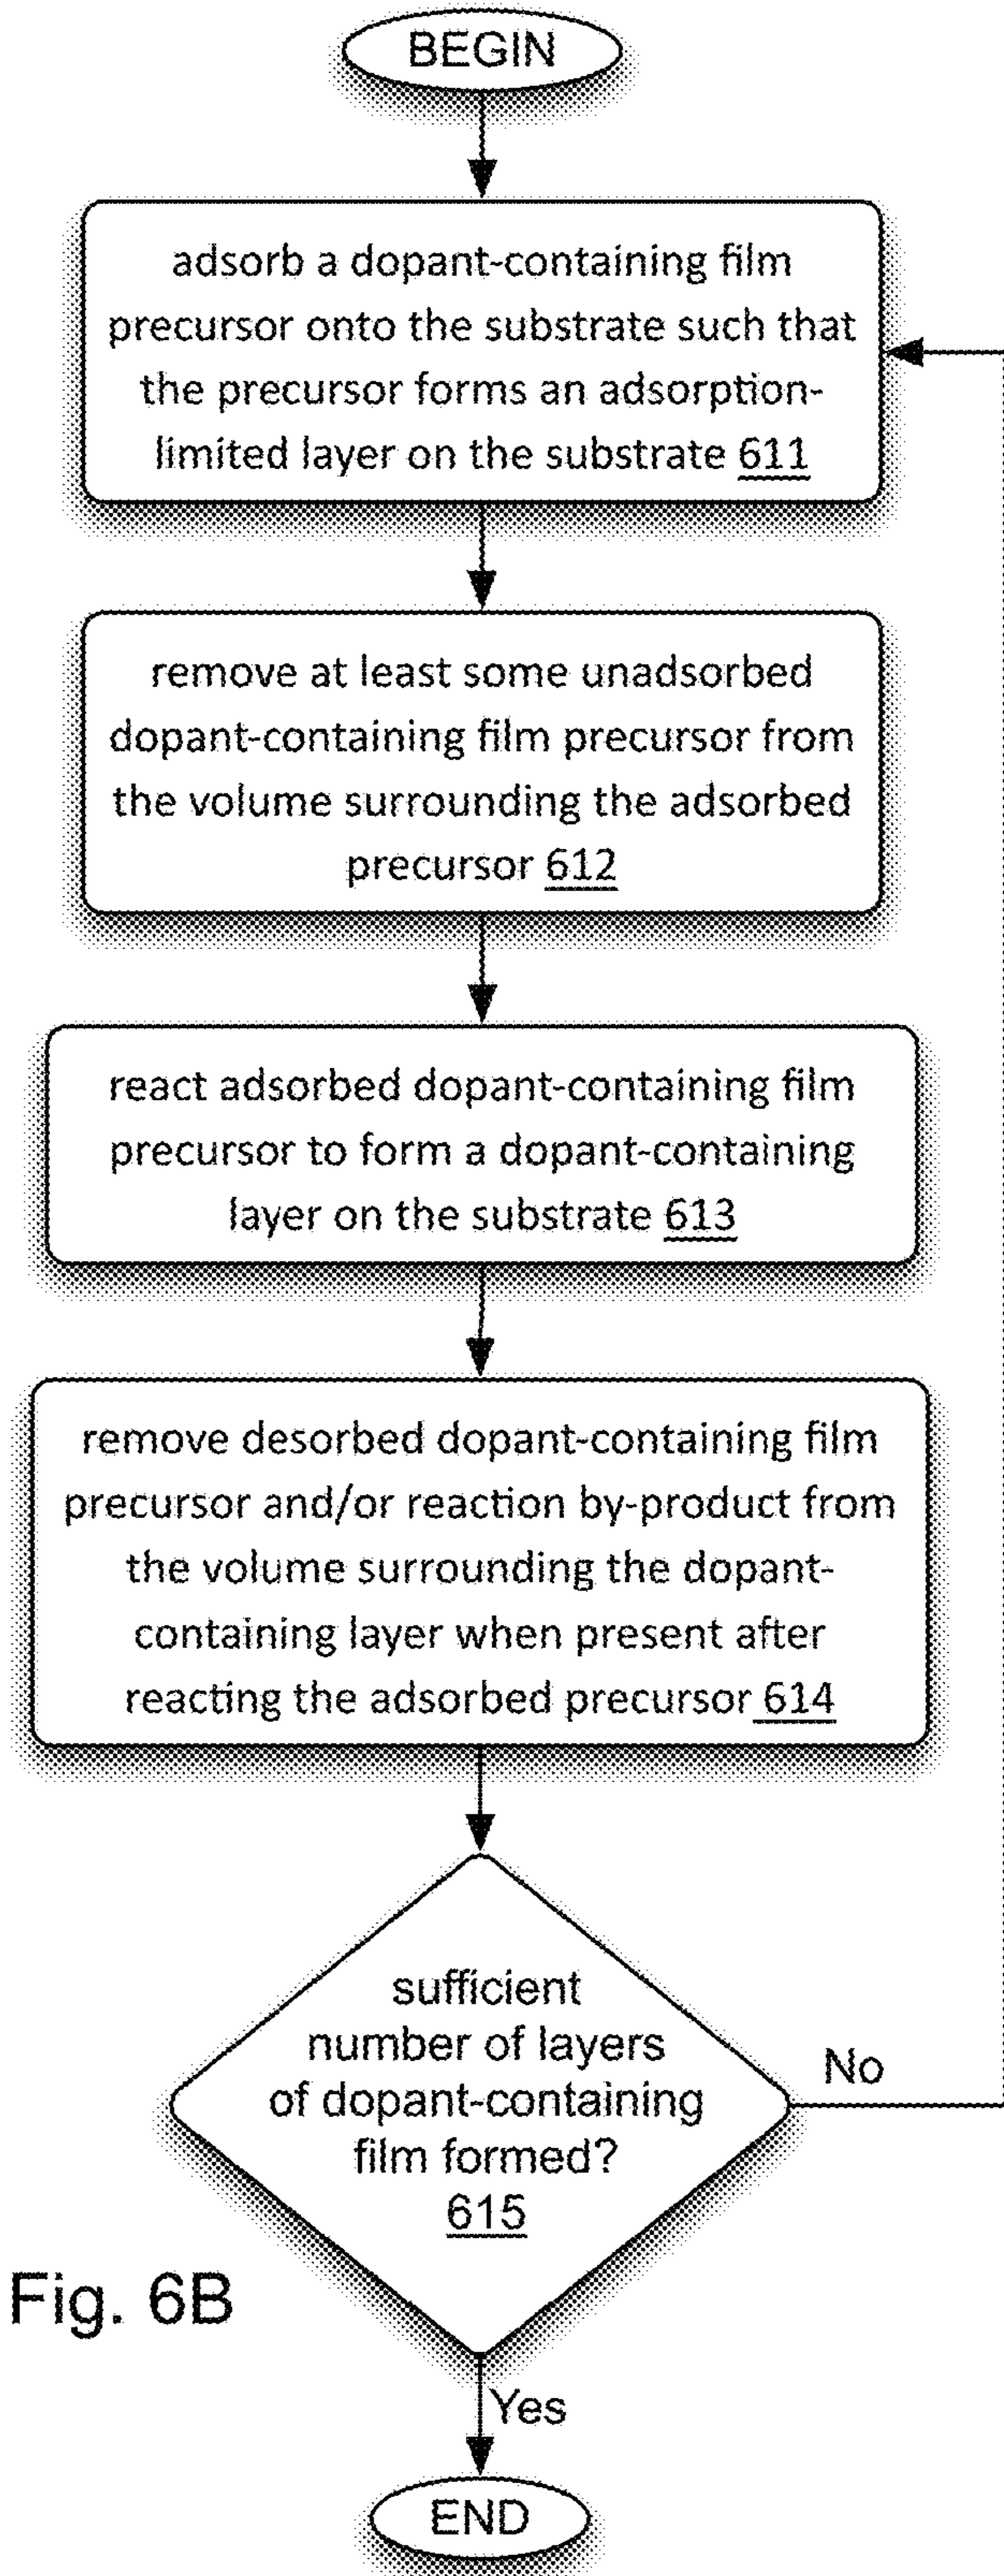 BEGIN
adsorb a dopant-containing film
precursor onto the substrate such that
the precursor forms an adsorption-
limited layer on the substrate 611
remove at least some unadsorbed
dopant-containing film precursor from
the volume surrounding the adsorbed
precursor 612
react adsorbed dopant-containing film
precursor to form a dopant-containing
layer on the substrate 613
remove desorbed dopant-containing film
precursor and/or reaction by-product from
the volume surrounding the dopant-
containing layer when present after
reacting the adsorbed precursor 614
sufficient
number of layers
of dopant-containing
film formed?
615
No
Fig. 6B
Yes
END